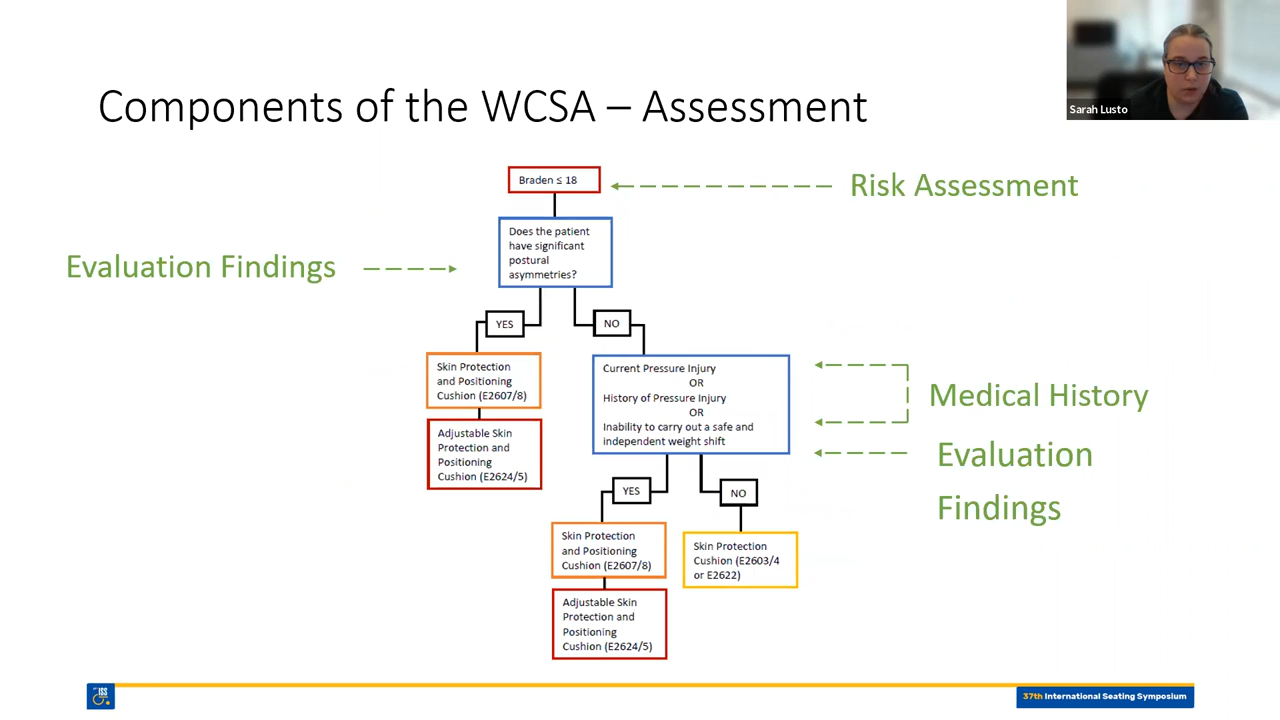 Sarah Lusto
Components of the WCSA – Assessment
Braden ≤ 18
Risk Assessment
Does the patient
have significant
postural
asymmetries?
Evaluation Findings
YES
NO
Skin Protection
and Positioning
Cushion (E2607/8)
Adjustable Skin
Protection and
Positioning
Cushion (E2624/5)
Current Pressure Injury
OR
History of Pressure Injury
OR
Inability to carry out a safe and
independent weight shift
Medical History
Evaluation
Findings
YES
NO
Skin Protection
and Positioning
Cushion (E2607/8)
Adjustable Skin
Protection and
Positioning
Cushion (E2624/5)
Skin Protection
Cushion (E2603/4
or E2622)
ISS
37th International Seating Symposium